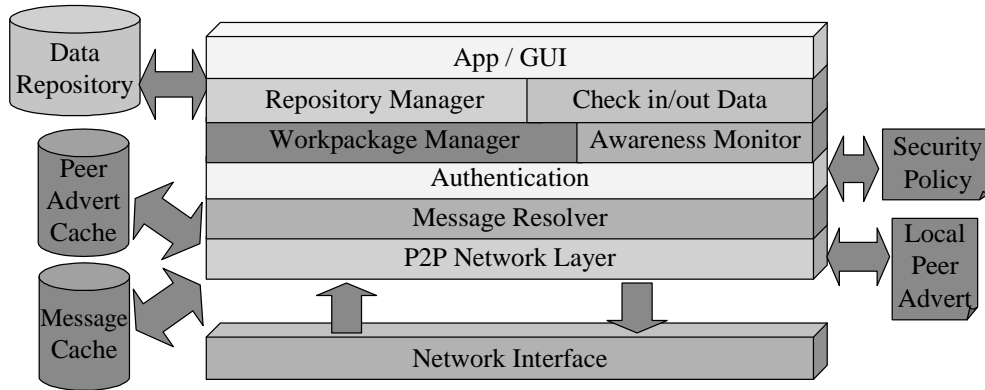 Data
Repository
App / GUI
Repository Manager
Check in/out Data
Workpackage Manager
Awareness Monitor
Peer
Advert
Cache
Authentication
Security
Policy
Message Resolver
P2P Network Layer
Local
Peer
Advert
Message
Cache
Network Interface